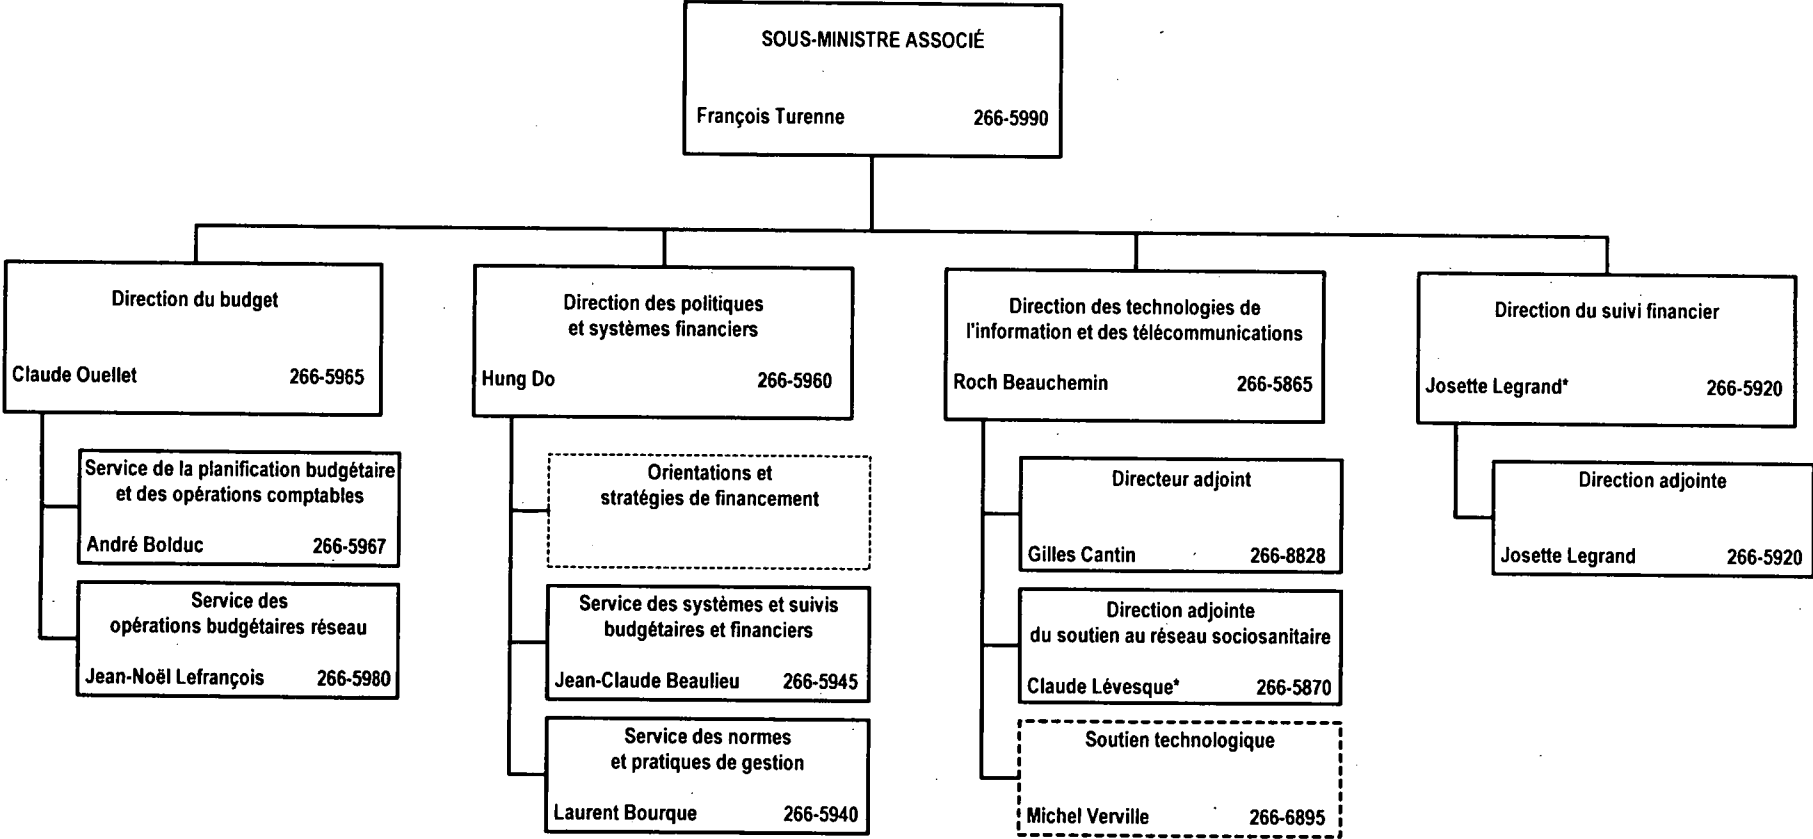 SOUS-MINISTRE ASSOCIÉ
François Turenne 266-5990
Direction du budget
Claude Ouellet 266-5965
Service de la planification budgétaire
et des opérations comptables
André Bolduc 266-5967
Service des
opérations budgétaires réseau
Jean-Noël Lefrançois 266-5980
Direction des politiques
et systèmes financiers
Hung Do 266-5960
Orientations et
stratégies de financement
Service des systèmes et suivis
budgétaires et financiers
Jean-Claude Beaulieu 266-5945
Service des normes
et pratiques de gestion
Laurent Bourque 266-5940
Direction des technologies de
l'information et des télécommunications
Roch Beauchemin 266-5865
Directeur adjoint
Gilles Cantin 266-8828
Direction adjointe
du soutien au réseau sociosanitaire
Claude Lévesque* 266-5870
Soutien technologique
Michel Verville 266-6895
Direction du suivi financier
Josette Legrand* 266-5920
Direction adjointe
Josette Legrand 266-5920